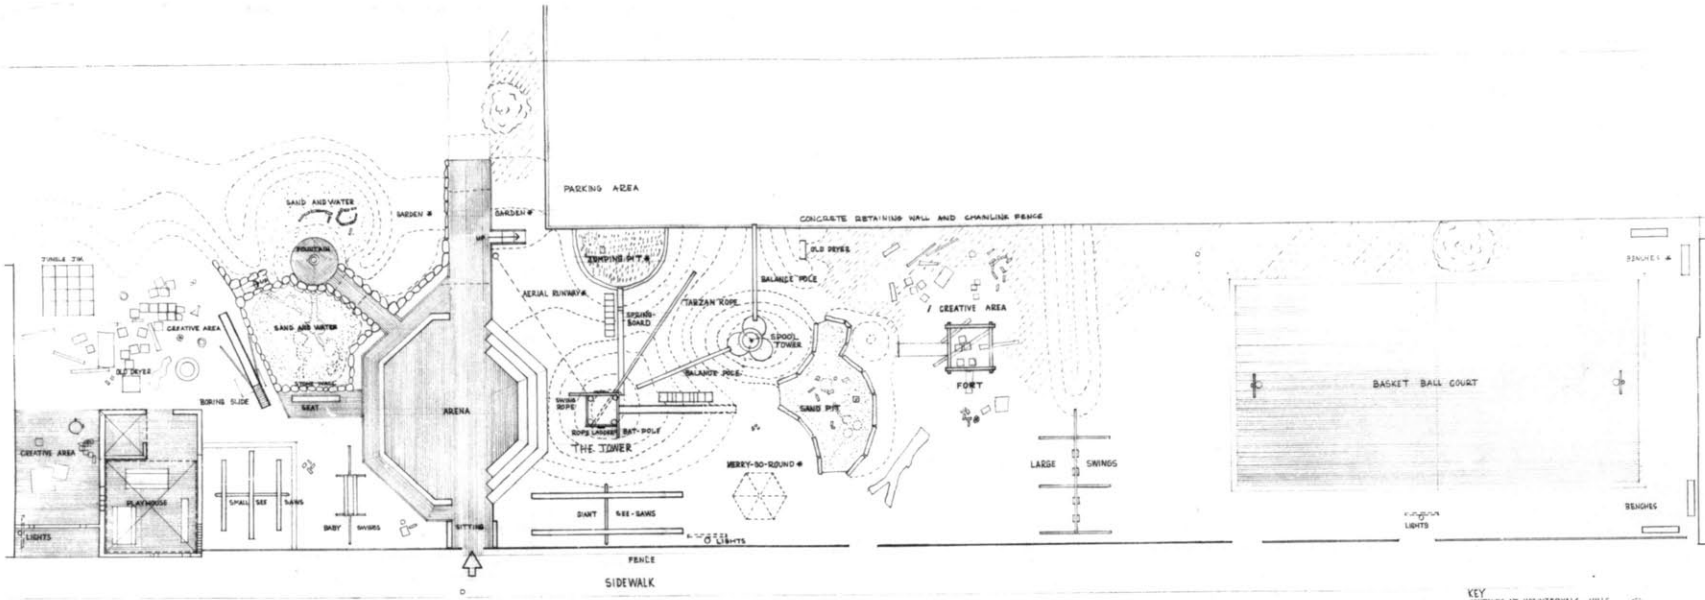 PARKING AREA
CONCRETE RETAINING WALL AND CHAINLINK FENCE
SAND AND WATER
GARDEN *
GARDEN *
UP
FOUNTAIN
JUNGLE JIM
JUMPING PIT *
OLD DRYER
BENCHES *
BALANCE POLE
AERIAL RUNWAY *
TARZAN ROPE
SPRING-
BOARD
CREATIVE AREA
CREATIVE AREA
SAND AND WATER
SPOOL
TOWER
OLD DRYER
BALANCE POLE
FORT
BASKET BALL COURT
STONE WALL
BORING SLIDE
SEAT
ARENA
SWING
ROPE
SAND PIT
ROPE LADDER
BAT-POLE
THE TOWER
CREATIVE AREA
MERRY-GO-ROUND *
LARGE SWINGS
PLAYHOUSE
SMALL SEE SAWS
BABY SWINGS
SITTING
GIANT SEE-SAWS
BENCHES
LIGHTS
LIGHTS
LIGHTS
FENCE
SIDEWALK
KEY